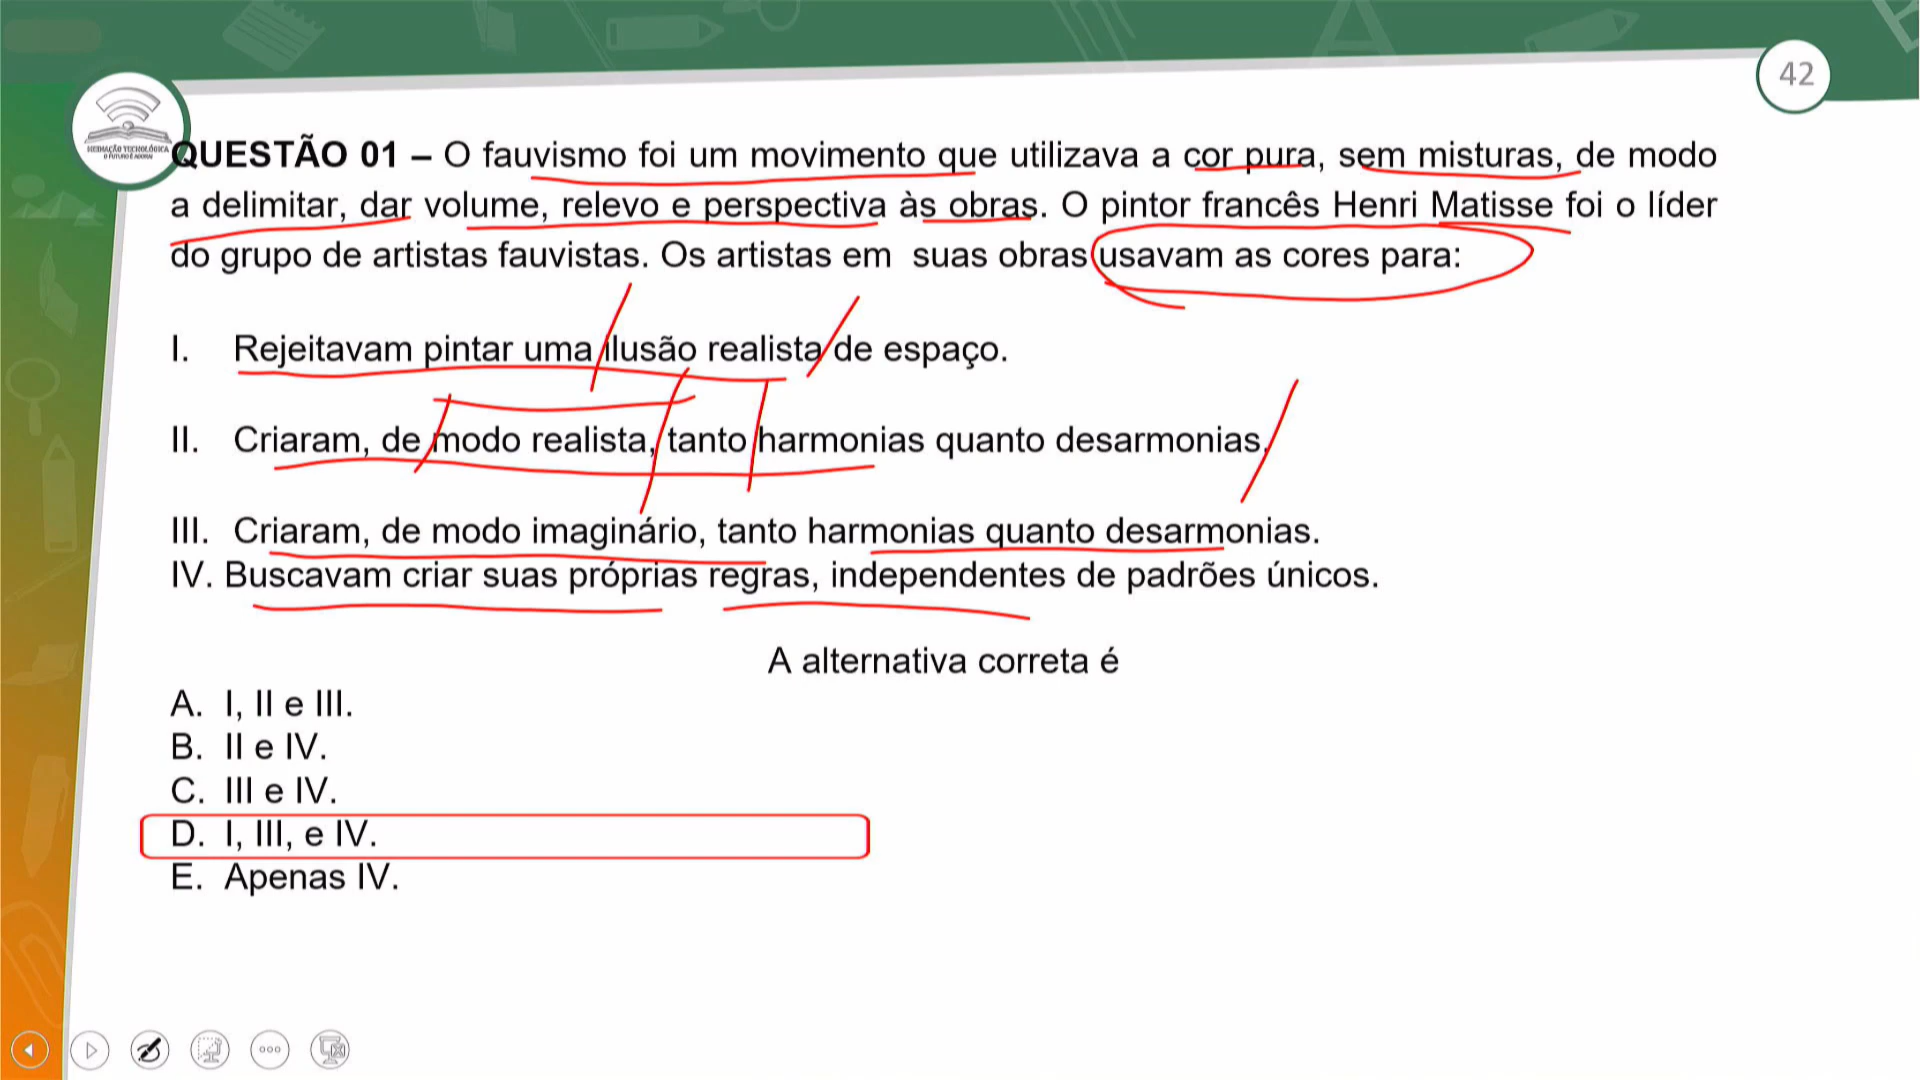 42
MEDIAÇÃO TECNOLÓGICA
O FUTURO É AGORA!
QUESTÃO 01 – O fauvismo foi um movimento que utilizava a cor pura, sem misturas, de modo
a delimitar, dar volume, relevo e perspectiva às obras. O pintor francês Henri Matisse foi o líder
do grupo de artistas fauvistas. Os artistas em suas obras usavam as cores para:
I. Rejeitavam pintar uma ilusão realista de espaço.
II. Criaram, de modo realista, tanto harmonias quanto desarmonias.
III. Criaram, de modo imaginário, tanto harmonias quanto desarmonias.
IV. Buscavam criar suas próprias regras, independentes de padrões únicos.
A alternativa correta é
A. I, II e III.
B. II e IV.
C. III e IV.
D. I, III, e IV.
E. Apenas IV.